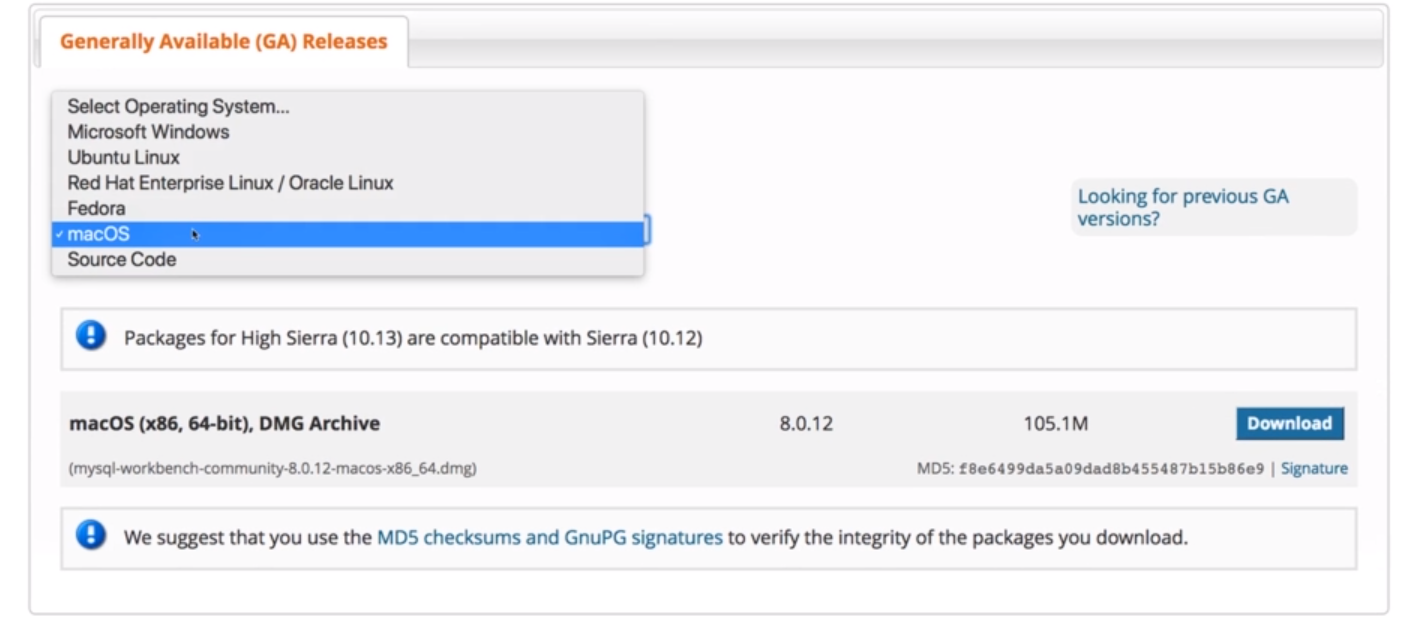 Generally Available (GA) Releases
Select Operating System...
Microsoft Windows
Ubuntu Linux
Red Hat Enterprise Linux / Oracle Linux
Fedora
✓ macOS
Source Code
Looking for previous GA
versions?
Packages for High Sierra (10.13) are compatible with Sierra (10.12)
macOS (x86, 64-bit), DMG Archive 8.0.12 105.1M Download
(mysql-workbench-community-8.0.12-macos-x86_64.dmg) MD5: f8e6499da5a09dad8b455487b15b86e9 | Signature
We suggest that you use the MD5 checksums and GnuPG signatures to verify the integrity of the packages you download.